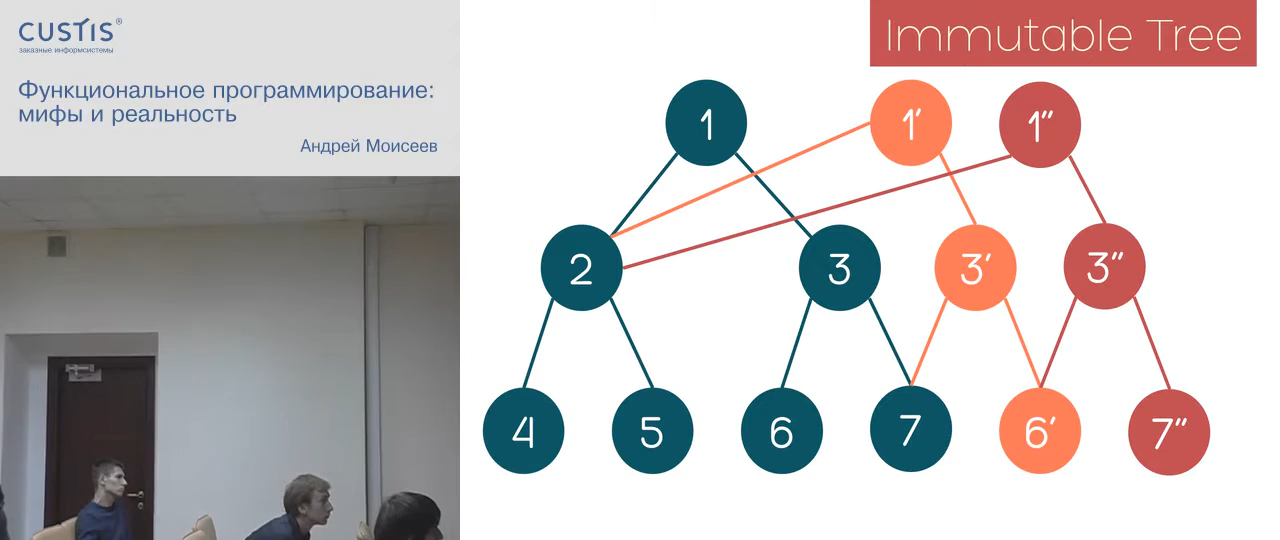 CUSTIS®
заказные информсистемы
Функциональное программирование:
мифы и реальность
Андрей Моисеев
Immutable Tree
1 1′ 1″
2 3 3′ 3″
4 5 6 7 6′ 7″